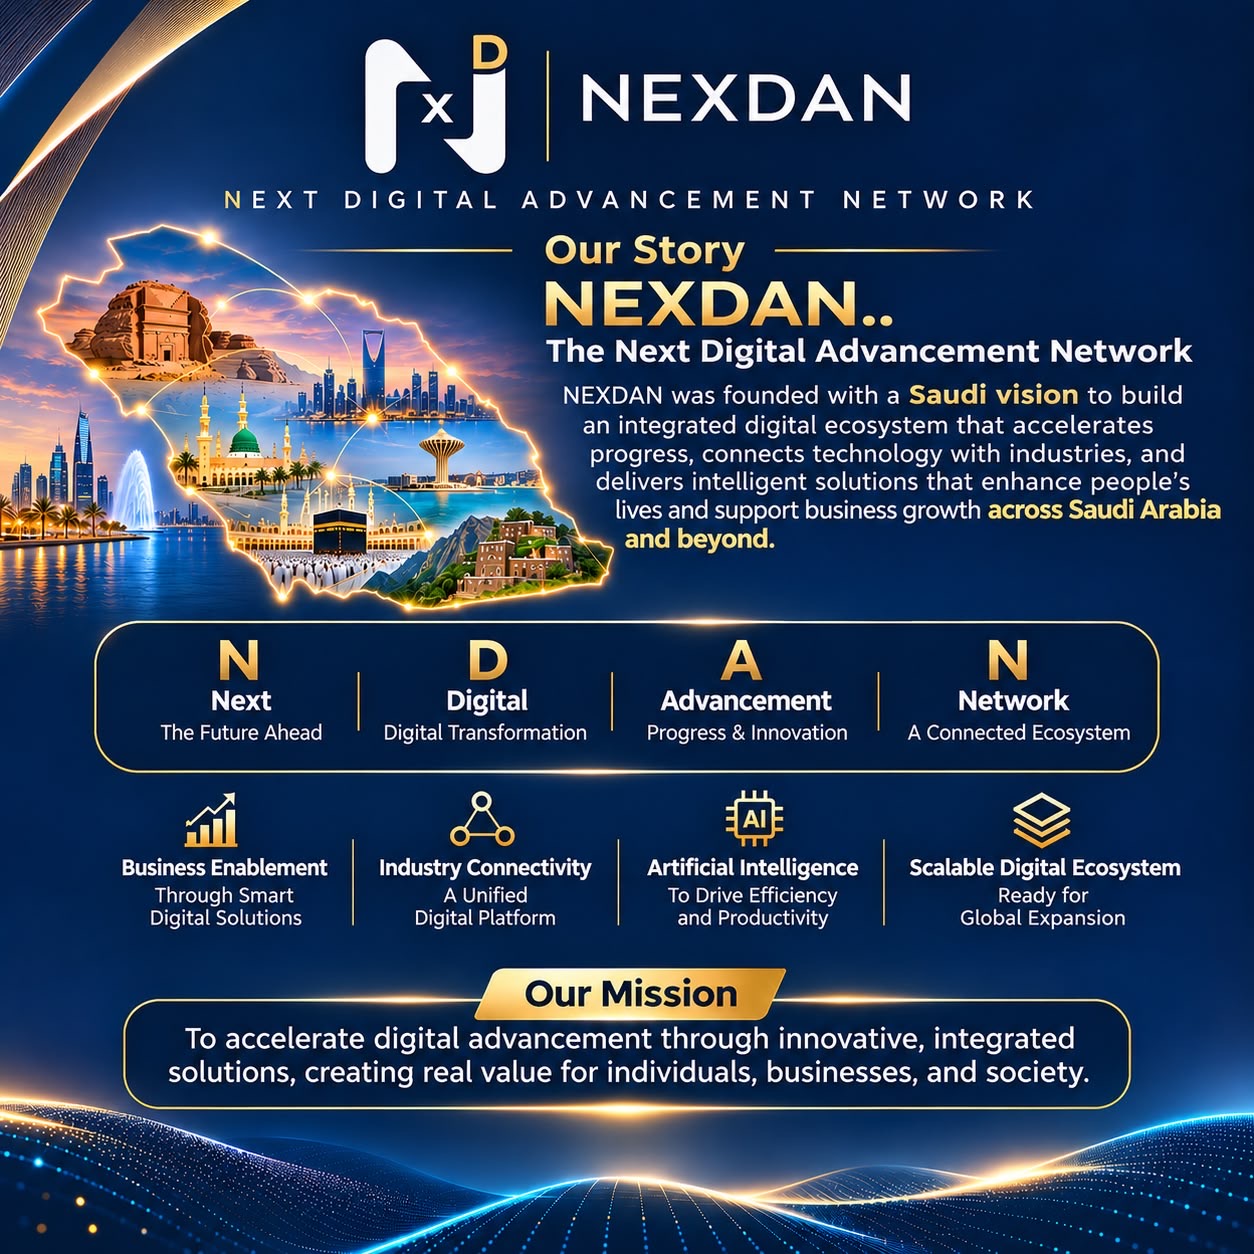 N x D
NEXDAN
NEXT DIGITAL ADVANCEMENT NETWORK
Our Story
NEXDAN..
The Next Digital Advancement Network
NEXDAN was founded with a Saudi vision to build
an integrated digital ecosystem that accelerates
progress, connects technology with industries, and
delivers intelligent solutions that enhance people's
lives and support business growth across Saudi Arabia
and beyond.
N
Next
The Future Ahead
D
Digital
Digital Transformation
A
Advancement
Progress & Innovation
N
Network
A Connected Ecosystem
Business Enablement
Through Smart
Digital Solutions
Industry Connectivity
A Unified
Digital Platform
AI
Artificial Intelligence
To Drive Efficiency
and Productivity
Scalable Digital Ecosystem
Ready for
Global Expansion
Our Mission
To accelerate digital advancement through innovative, integrated
solutions, creating real value for individuals, businesses, and society.